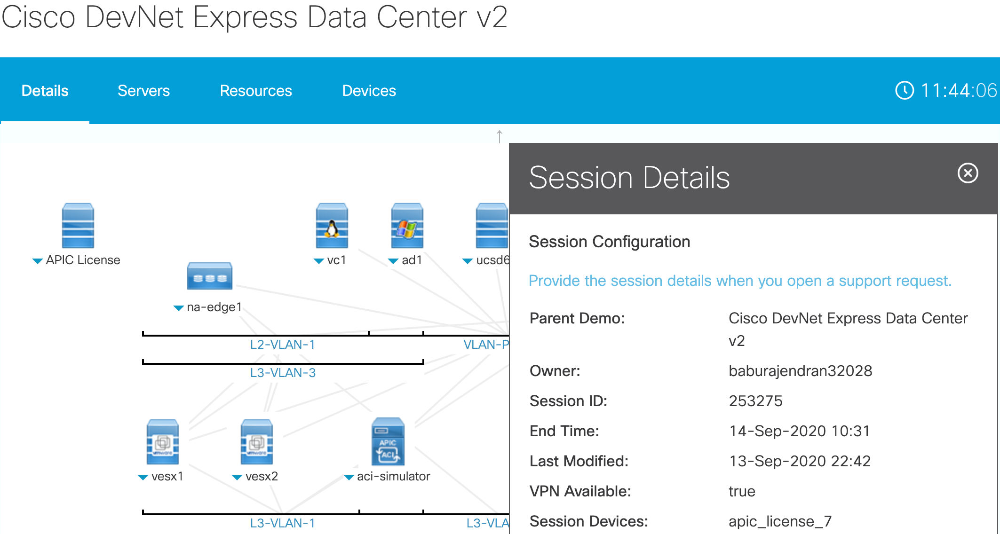 Cisco DevNet Express Data Center v2
Details Servers Resources Devices 11:44:06
Session Details
Session Configuration
Provide the session details when you open a support request.
Parent Demo: Cisco DevNet Express Data Center
v2
Owner: baburajendran32028
Session ID: 253275
End Time: 14-Sep-2020 10:31
Last Modified: 13-Sep-2020 22:42
VPN Available: true
Session Devices: apic_license_7
APIC License
vc1
ad1
ucsd6
na-edge1
L2-VLAN-1
VLAN-P
L3-VLAN-3
vmware
vmware
APIC
ACI
vesx1
vesx2
aci-simulator
L3-VLAN-1
L3-VLA